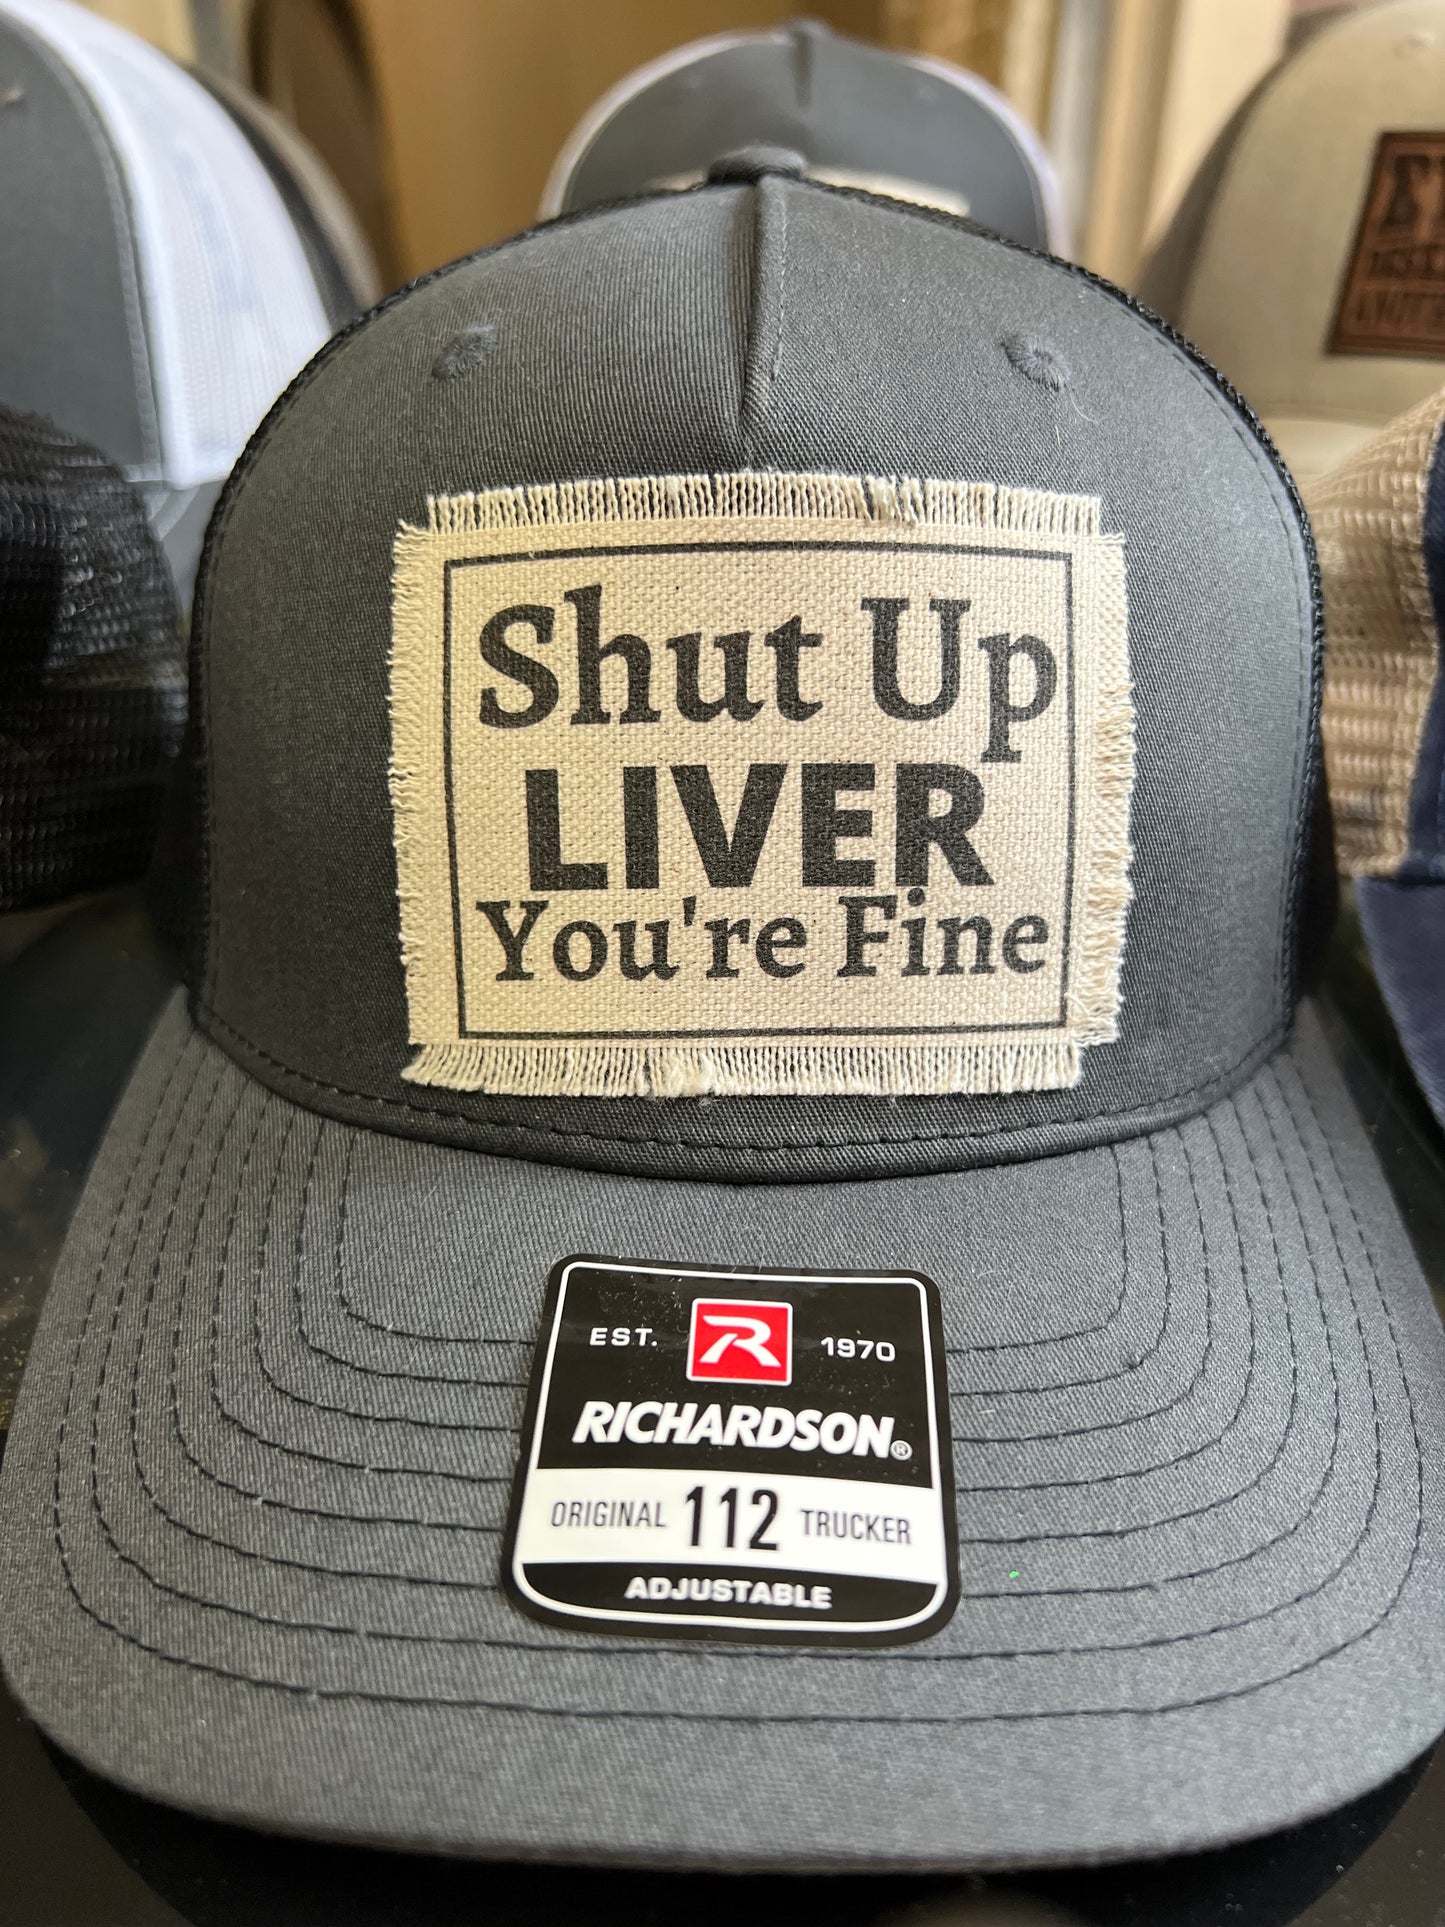 Shut Up
LIVER
You're Fine
EST. R 1970
RICHARDSON®
ORIGINAL 112 TRUCKER
ADJUSTABLE